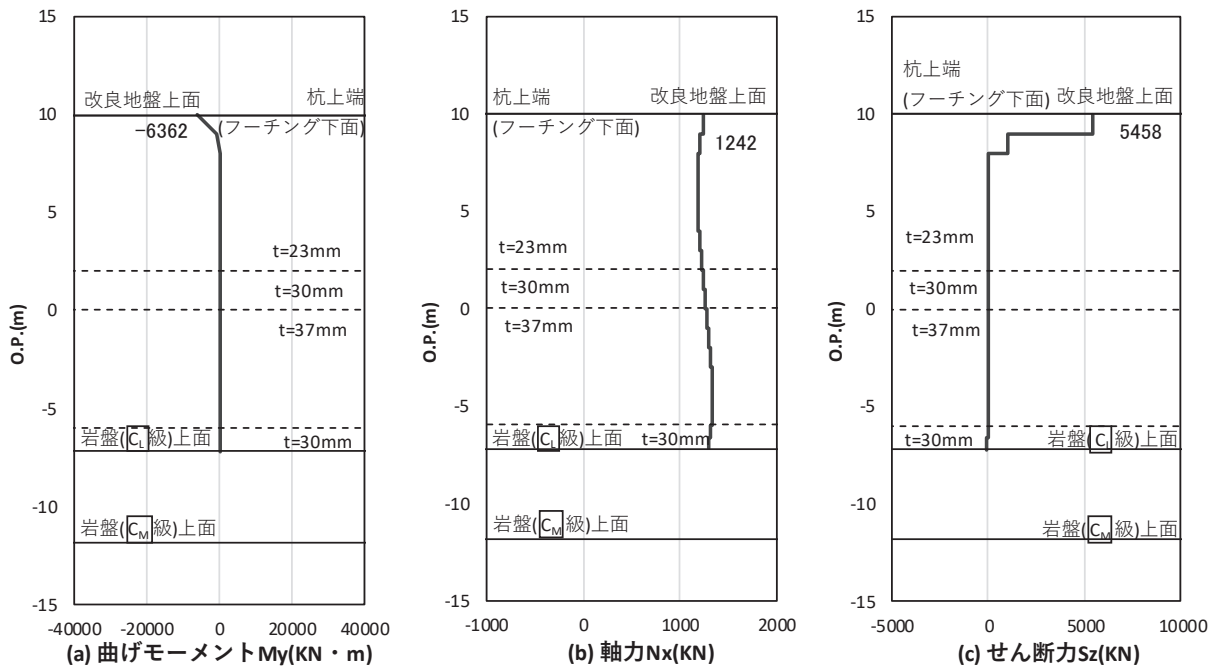 15
10
5
0
-5
-10
-15
O.P.(m)
改良地盤上面
杭上端
-6362
(フーチング下面)
t=23mm
t=30mm
t=37mm
岩盤(CL級)上面
t=30mm
岩盤(CM級)上面
-40000 -20000 0 20000 40000
(a) 曲げモーメントMy(KN・m)
15
10
5
0
-5
-10
-15
O.P.(m)
杭上端
改良地盤上面
(フーチング下面)
1242
t=23mm
t=30mm
t=37mm
岩盤(CL級)上面
t=30mm
岩盤(CM級)上面
-1000 0 1000 2000
(b) 軸力Nx(KN)
15
10
5
0
-5
-10
-15
O.P.(m)
杭上端
(フーチング下面)
改良地盤上面
5458
t=23mm
t=30mm
t=37mm
t=30mm
岩盤(CL級)上面
岩盤(CM級)上面
-5000 0 5000 10000
(c) せん断力Sz(KN)